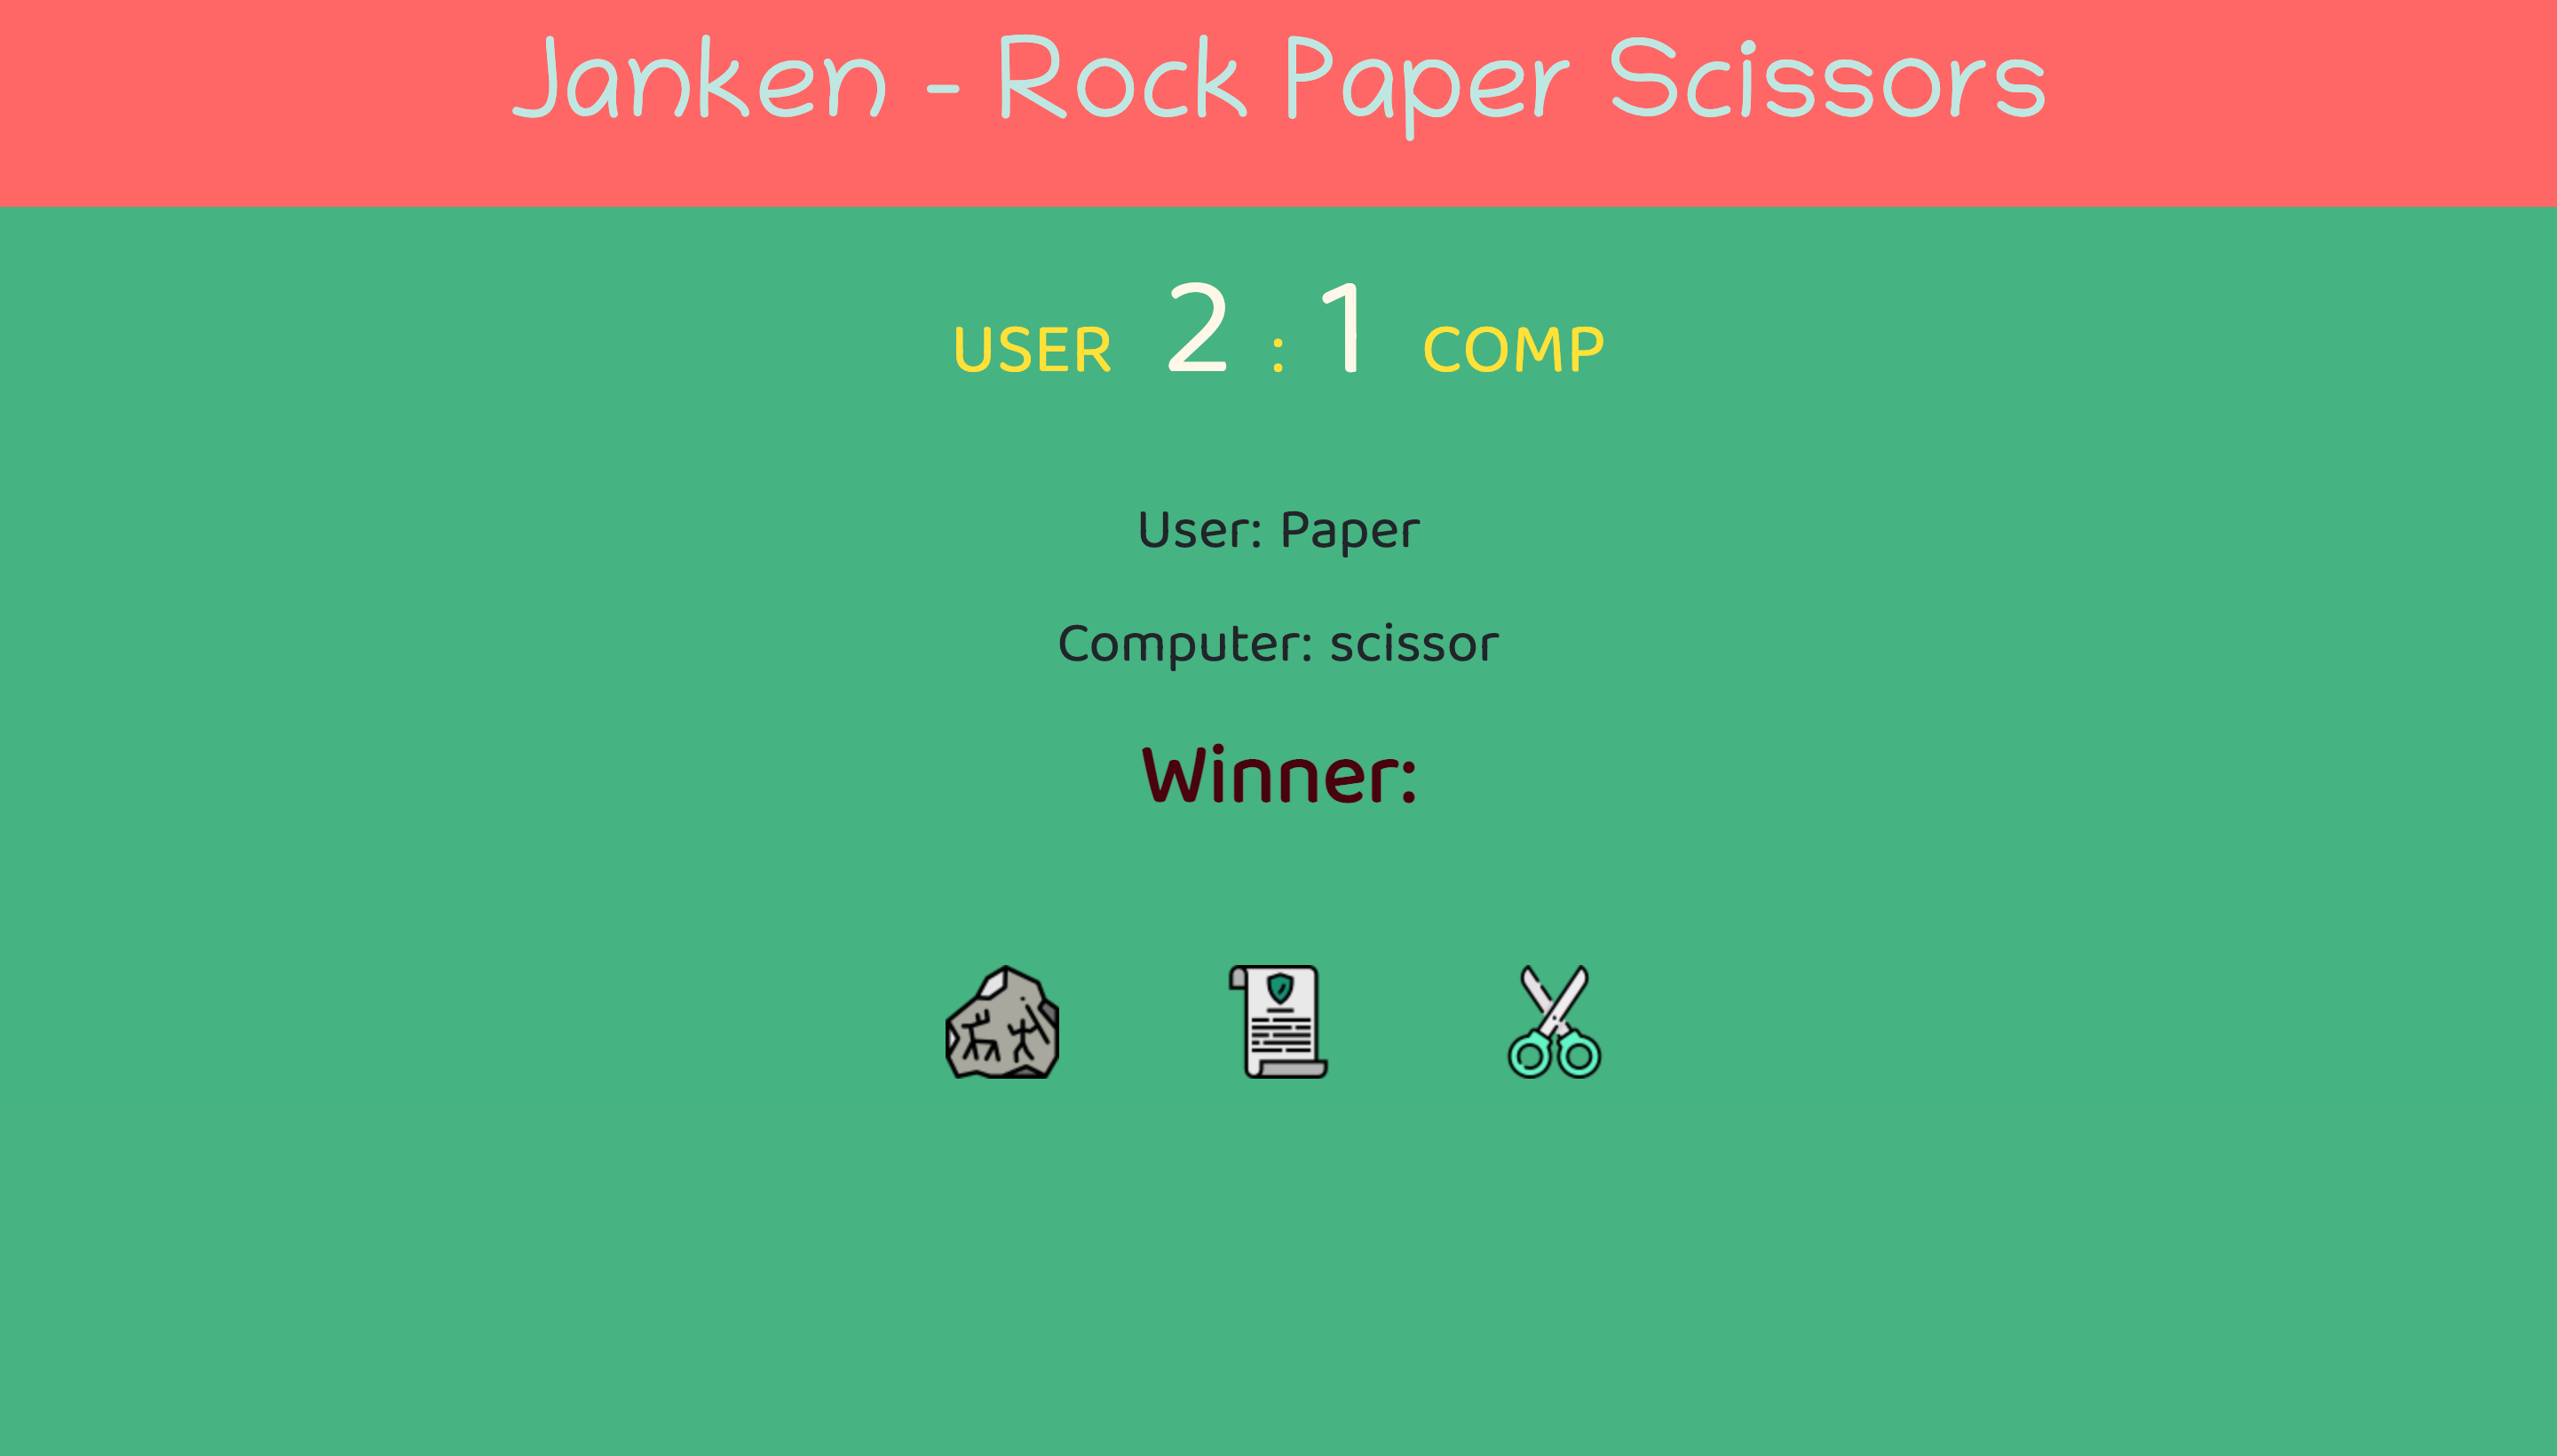 Janken - Rock Paper Scissors
USER 2 : 1 COMP
User: Paper
Computer: scissor
Winner: